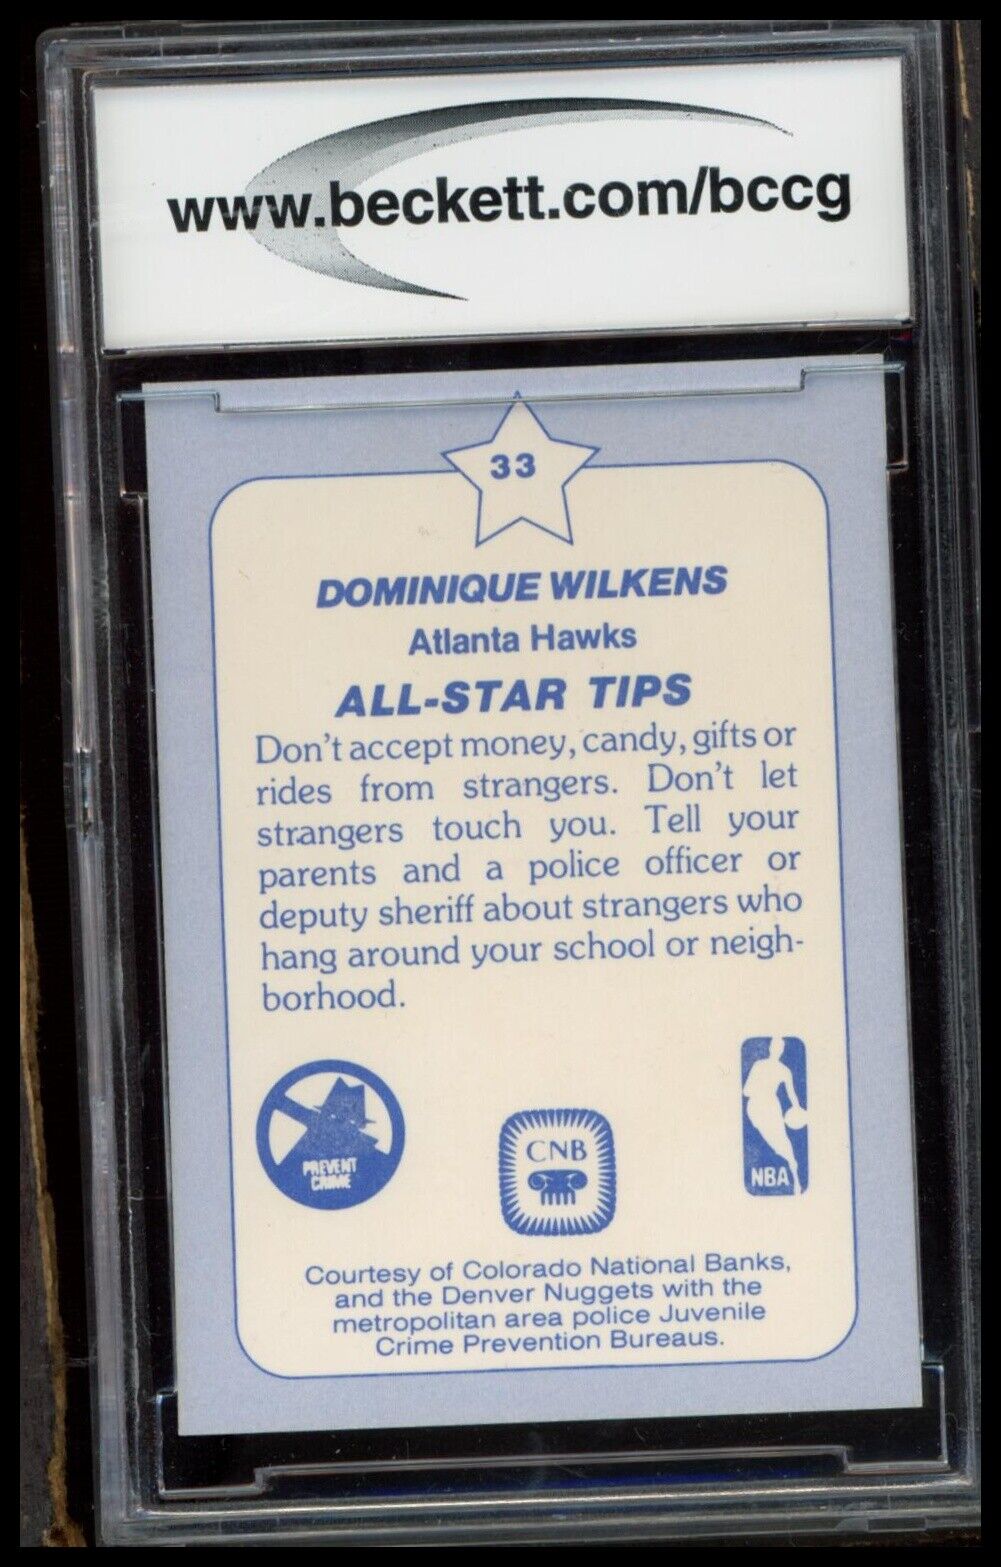 www.beckett.com/bccg
33
DOMINIQUE WILKENS
Atlanta Hawks
ALL-STAR TIPS
Don't accept money, candy, gifts or
rides from strangers. Don't let
strangers touch you. Tell your
parents and a police officer or
deputy sheriff about strangers who
hang around your school or neigh-
borhood.
PREVENT
CRIME
CNB
NBA
Courtesy of Colorado National Banks,
and the Denver Nuggets with the
metropolitan area police Juvenile
Crime Prevention Bureaus.